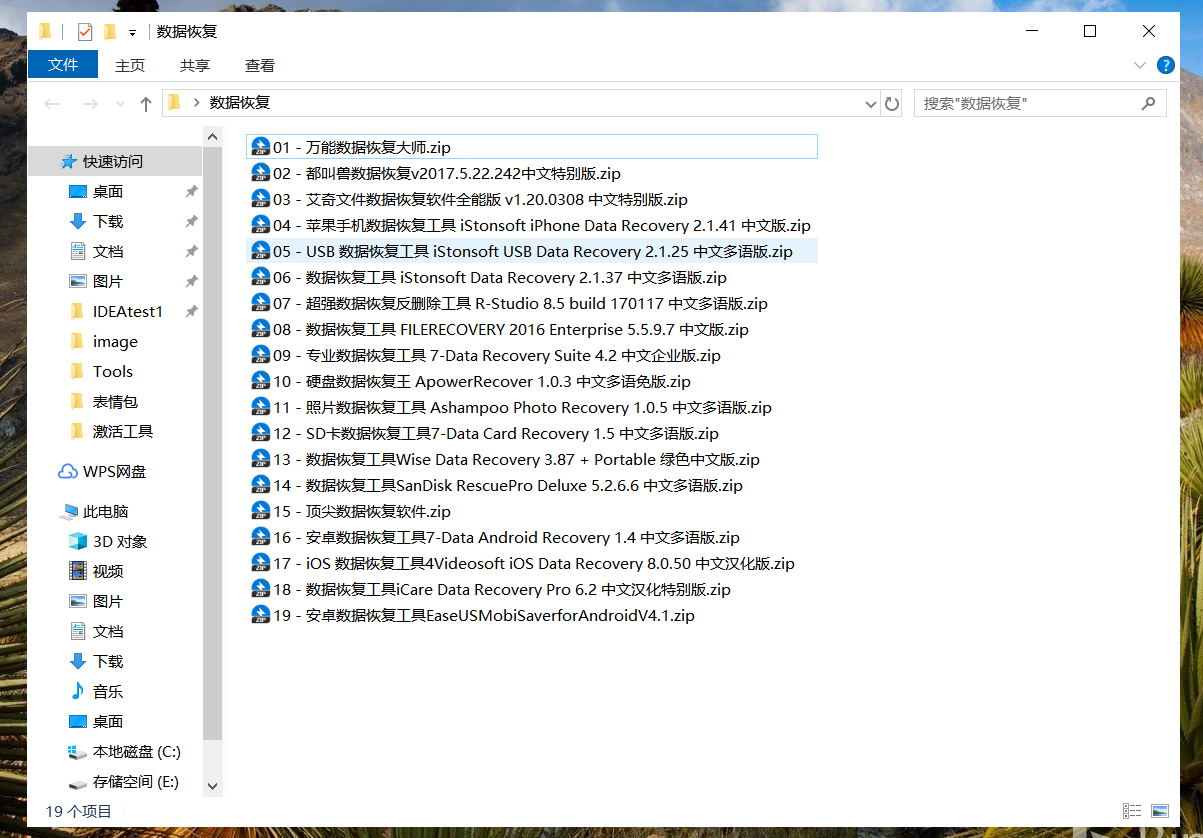 数据恢复
文件 主页 共享 查看
数据恢复 搜索"数据恢复"
快速访问
桌面
下载
文档
图片
IDEAtest1
image
Tools
表情包
激活工具
WPS网盘
此电脑
3D 对象
视频
图片
文档
下载
音乐
桌面
本地磁盘 (C:)
存储空间 (E:)
01 - 万能数据恢复大师.zip
02 - 都叫兽数据恢复v2017.5.22.242中文特别版.zip
03 - 艾奇文件数据恢复软件全能版 v1.20.0308 中文特别版.zip
04 - 苹果手机数据恢复工具 iStonsoft iPhone Data Recovery 2.1.41 中文版.zip
05 - USB 数据恢复工具 iStonsoft USB Data Recovery 2.1.25 中文多语版.zip
06 - 数据恢复工具 iStonsoft Data Recovery 2.1.37 中文多语版.zip
07 - 超强数据恢复反删除工具 R-Studio 8.5 build 170117 中文多语版.zip
08 - 数据恢复工具 FILERECOVERY 2016 Enterprise 5.5.9.7 中文版.zip
09 - 专业数据恢复工具 7-Data Recovery Suite 4.2 中文企业版.zip
10 - 硬盘数据恢复王 ApowerRecover 1.0.3 中文多语免版.zip
11 - 照片数据恢复工具 Ashampoo Photo Recovery 1.0.5 中文多语版.zip
12 - SD卡数据恢复工具7-Data Card Recovery 1.5 中文多语版.zip
13 - 数据恢复工具Wise Data Recovery 3.87 + Portable 绿色中文版.zip
14 - 数据恢复工具SanDisk RescuePro Deluxe 5.2.6.6 中文多语版.zip
15 - 顶尖数据恢复软件.zip
16 - 安卓数据恢复工具7-Data Android Recovery 1.4 中文多语版.zip
17 - iOS 数据恢复工具4Videosoft iOS Data Recovery 8.0.50 中文汉化版.zip
18 - 数据恢复工具iCare Data Recovery Pro 6.2 中文汉化特别版.zip
19 - 安卓数据恢复工具EaseUSMobiSaverforAndroidV4.1.zip
19 个项目